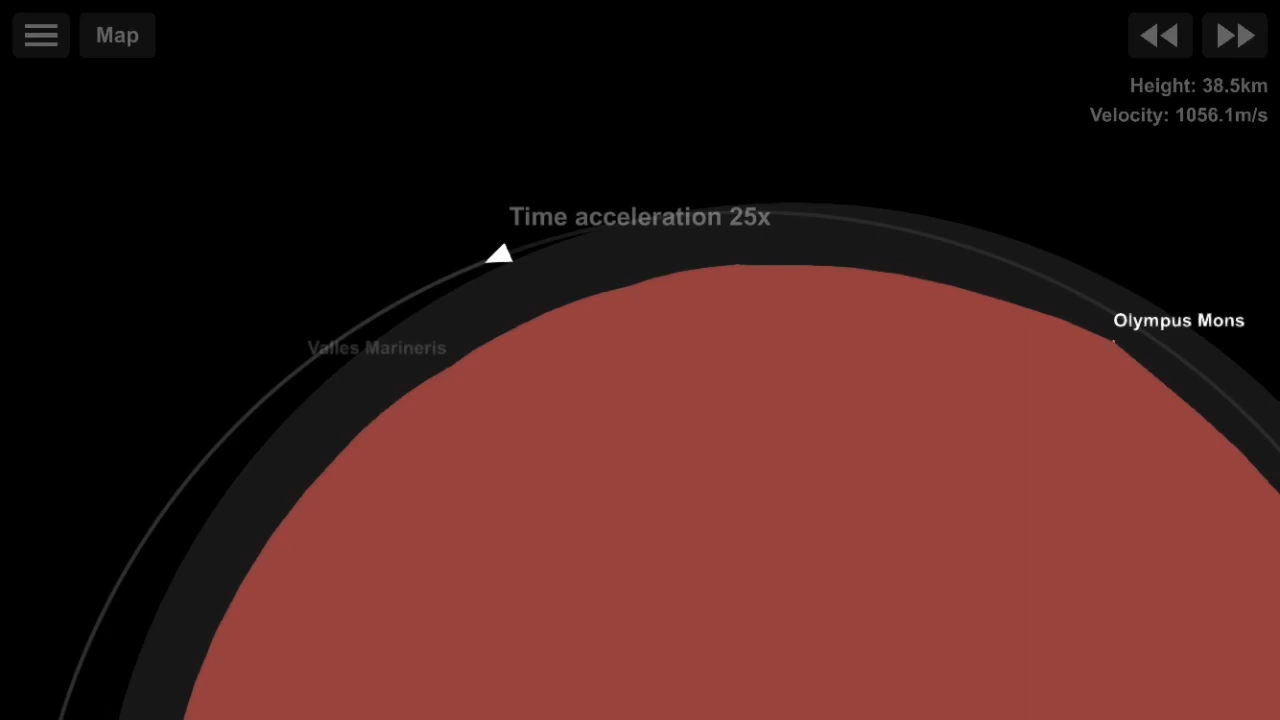 Map
Height: 38.5km
Velocity: 1056.1m/s
Time acceleration 25x
Olympus Mons
Valles Marineris